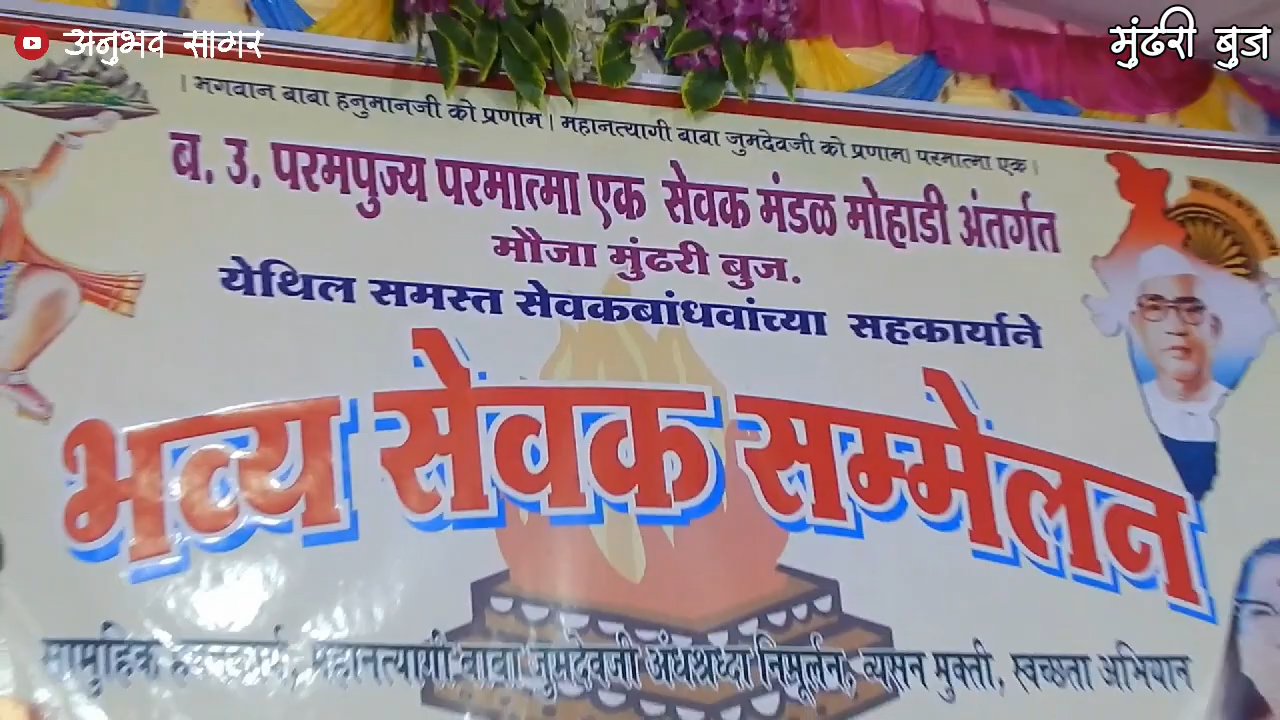 अनुभव सागर
मुंढरी बुज
। भगवान बाबा हनुमानजी को प्रणाम । महानत्यागी बाबा जुमदेवजी को प्रणाम। परमात्मा एक ।
ब. उ. परमपुज्य परमात्मा एक सेवक मंडळ मोहाडी अंतर्गत
मौजा मुंढरी बुज.
येथिल समस्त सेवकबांधवांच्या सहकार्याने
भव्य सेवक सम्मेलन
सामुहिक महानत्यागी बाबा जुमदेवजी अंधश्रध्दा निमूर्लन, व्यसन मुक्ती, स्वच्छता अभियान